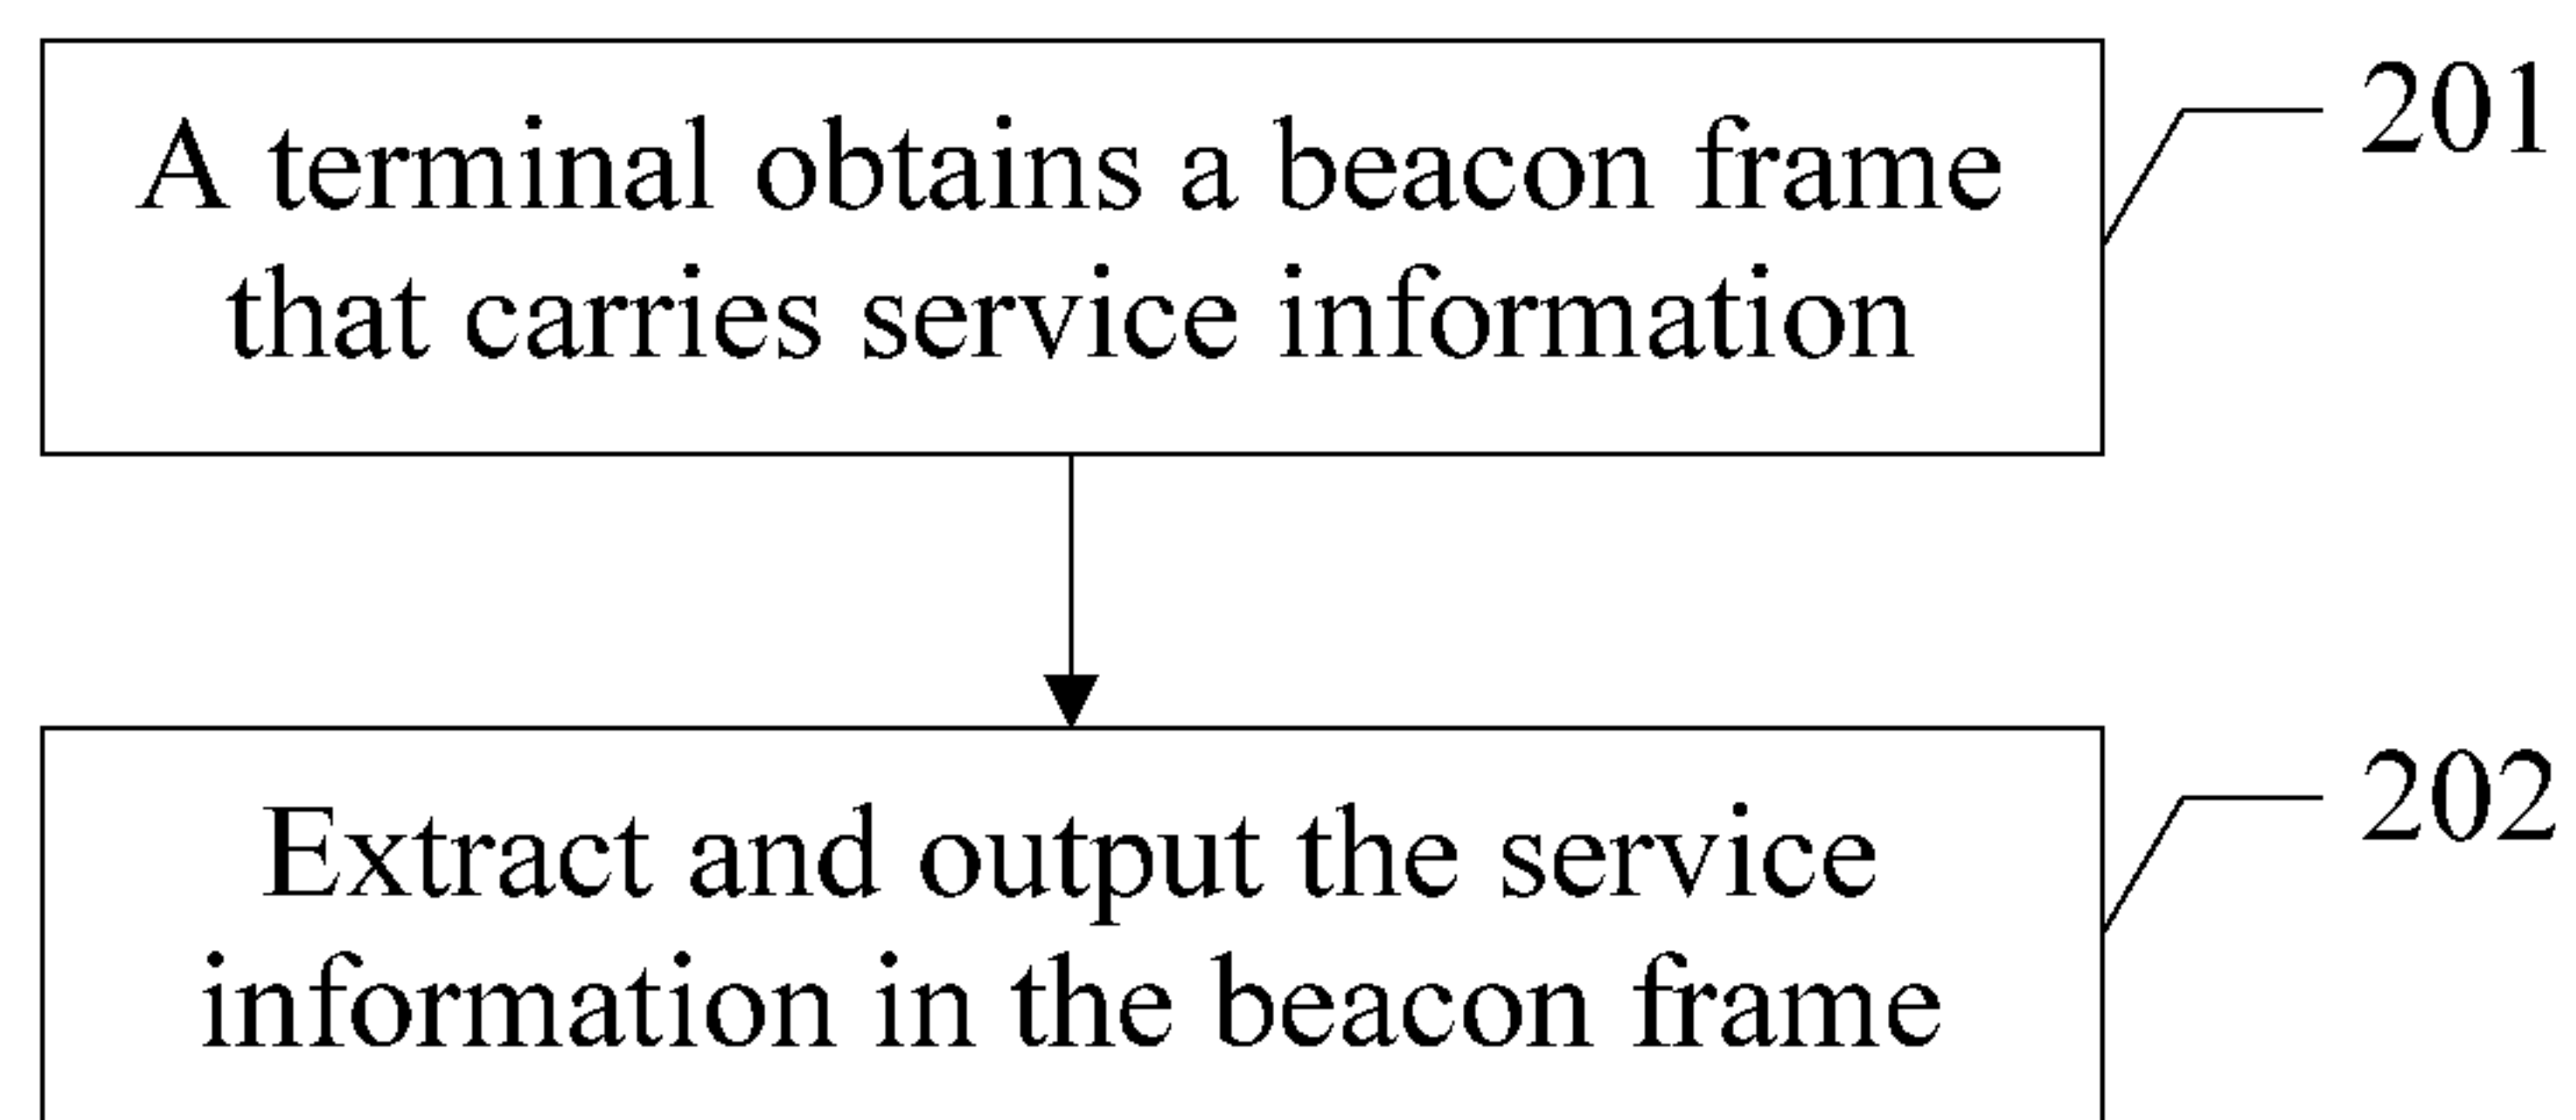 A terminal obtains a beacon frame
that carries service information
201
Extract and output the service
information in the beacon frame
202